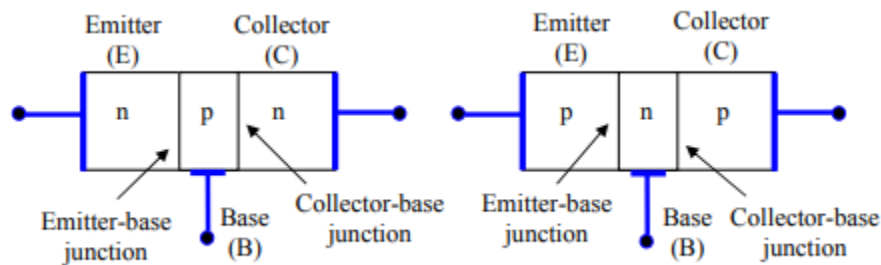 Emitter
(E)
Collector
(C)
n
p
n
Emitter-base
junction
Base
(B)
Collector-base
junction
Emitter
(E)
Collector
(C)
p
n
p
Emitter-base
junction
Base
(B)
Collector-base
junction